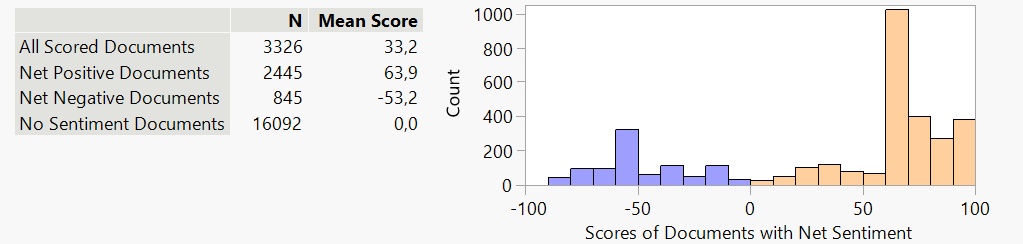 N Mean Score
All Scored Documents 3326 33,2
Net Positive Documents 2445 63,9
Net Negative Documents 845 -53,2
No Sentiment Documents 16092 0,0
Count
1000
800
600
400
200
0
-100 -50 0 50 100
Scores of Documents with Net Sentiment